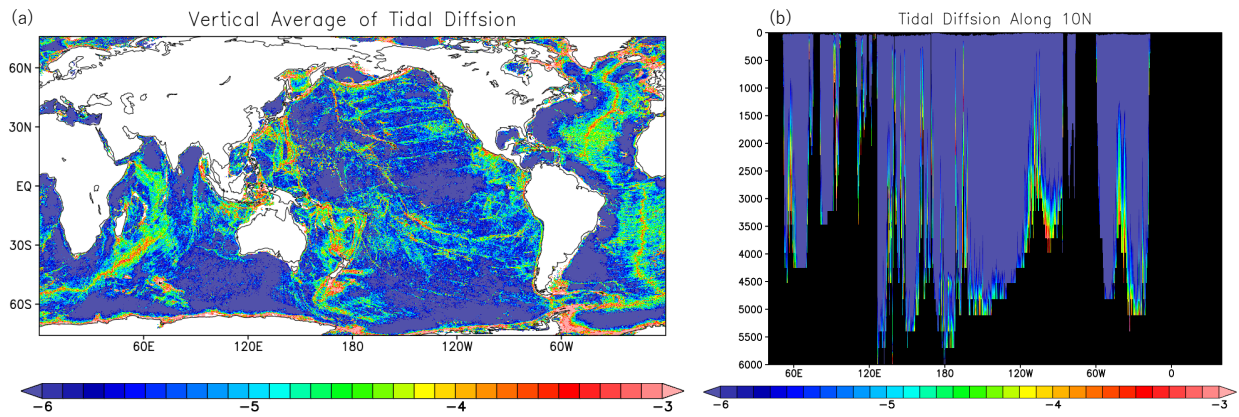 (a)
Vertical Average of Tidal Diffsion
60N
30N
EQ
30S
60S
60E 120E 180 120W 60W
−6 −5 −4 −3
(b)
Tidal Diffsion Along 10N
0
500
1000
1500
2000
2500
3000
3500
4000
4500
5000
5500
6000
60E 120E 180 120W 60W 0
−6 −5 −4 −3